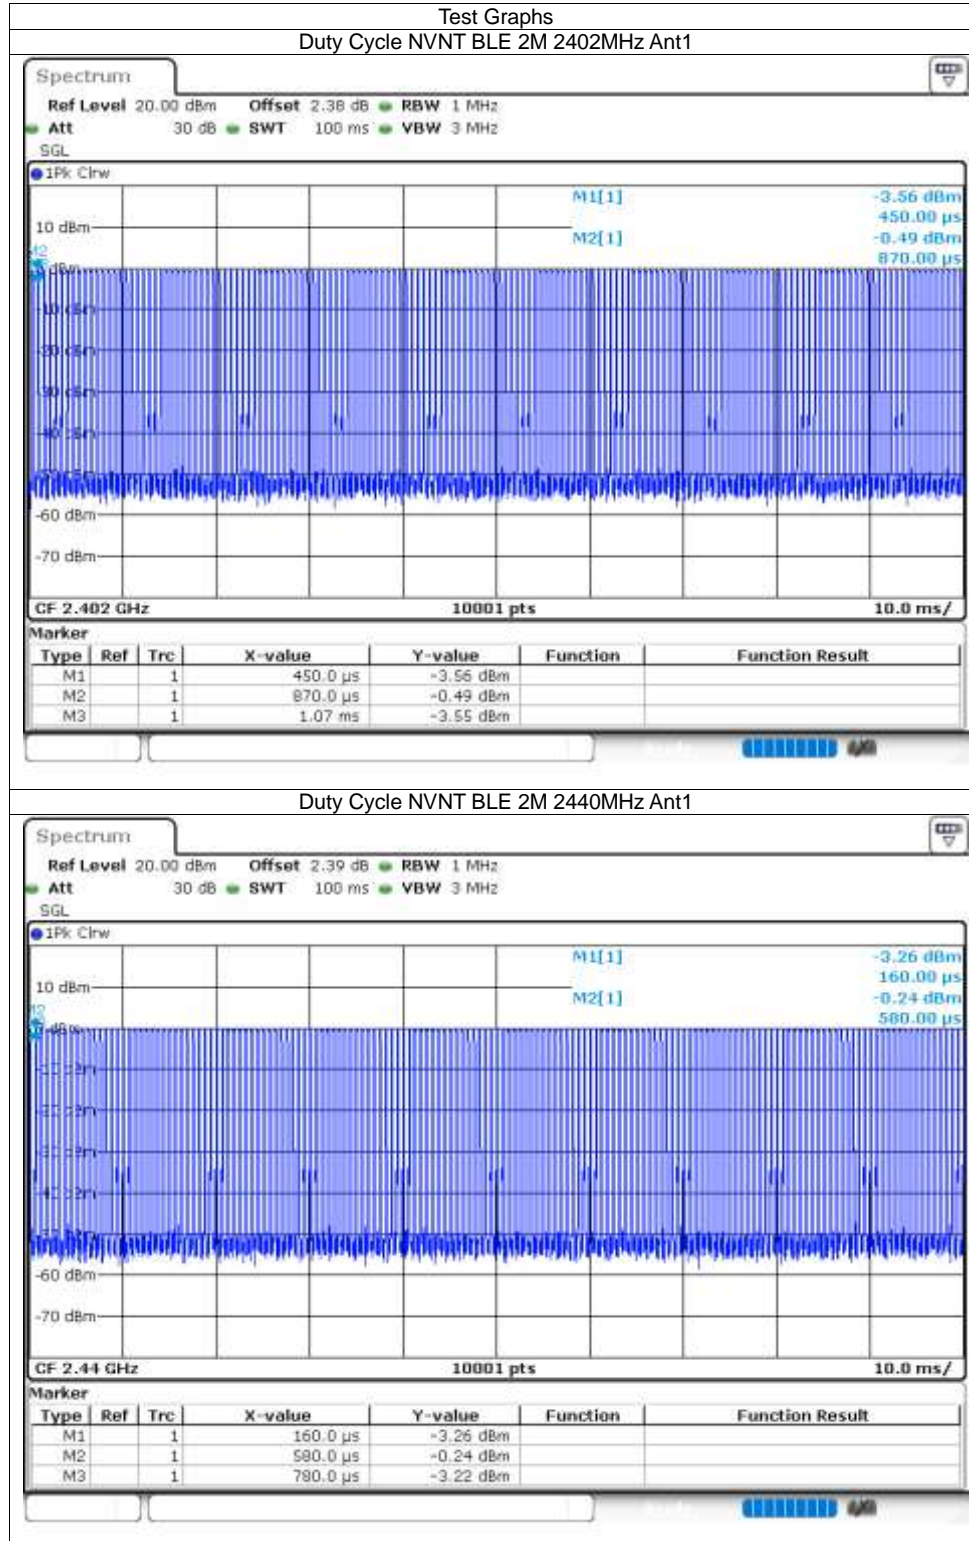 Test Graphs
Duty Cycle NVNT BLE 2M 2402MHz Ant1
Spectrum
Ref Level 20.00 dBm Offset 2.38 dB RBW 1 MHz
Att 30 dB SWT 100 ms VBW 3 MHz
SGL
1Pk Clrw
M1[1] -3.56 dBm
450.00 µs
10 dBm
M2[1] -0.49 dBm
870.00 µs
-60 dBm
-70 dBm
CF 2.402 GHz 10001 pts 10.0 ms/
Marker
Type Ref Trc X-value Y-value Function Function Result
M1 1 450.0 µs -3.56 dBm
M2 1 870.0 µs -0.49 dBm
M3 1 1.07 ms -3.55 dBm
Duty Cycle NVNT BLE 2M 2440MHz Ant1
Spectrum
Ref Level 20.00 dBm Offset 2.39 dB RBW 1 MHz
Att 30 dB SWT 100 ms VBW 3 MHz
SGL
1Pk Clrw
M1[1] -3.26 dBm
160.00 µs
10 dBm
M2[1] -0.24 dBm
580.00 µs
-60 dBm
-70 dBm
CF 2.44 GHz 10001 pts 10.0 ms/
Marker
Type Ref Trc X-value Y-value Function Function Result
M1 1 160.0 µs -3.26 dBm
M2 1 580.0 µs -0.24 dBm
M3 1 780.0 µs -3.22 dBm